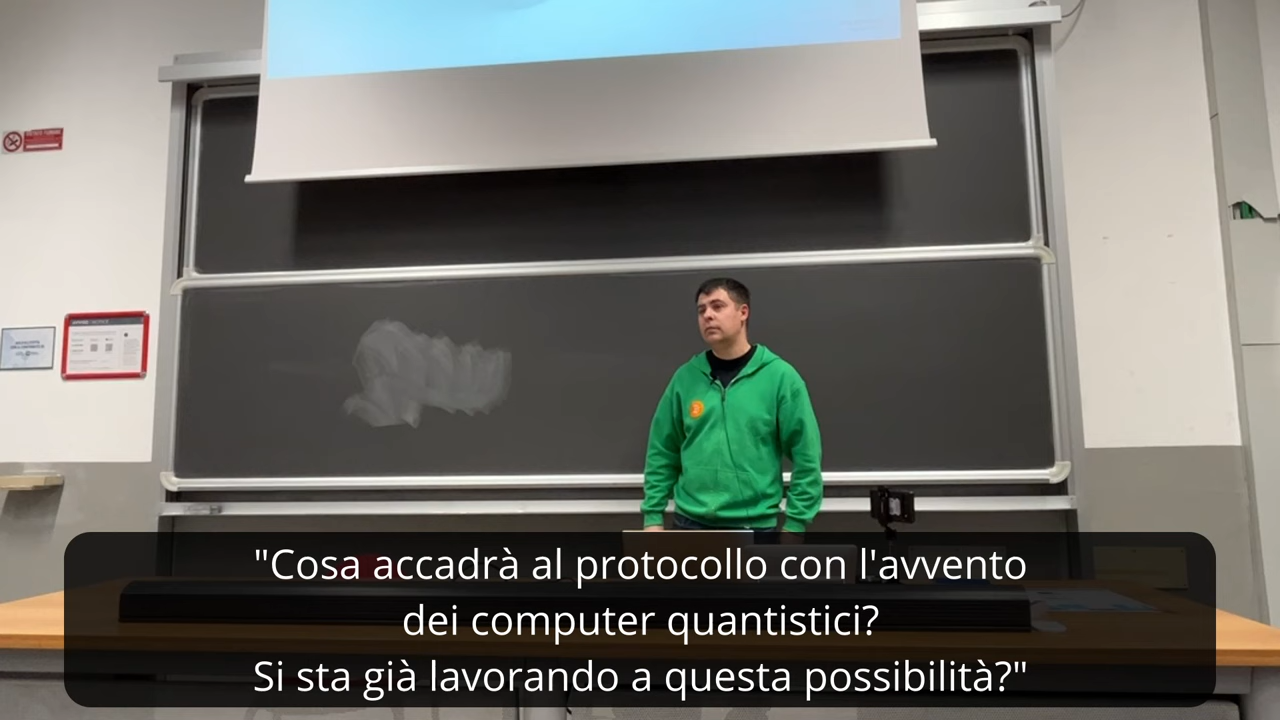 "Cosa accadrà al protocollo con l'avvento
dei computer quantistici?
Si sta già lavorando a questa possibilità?"